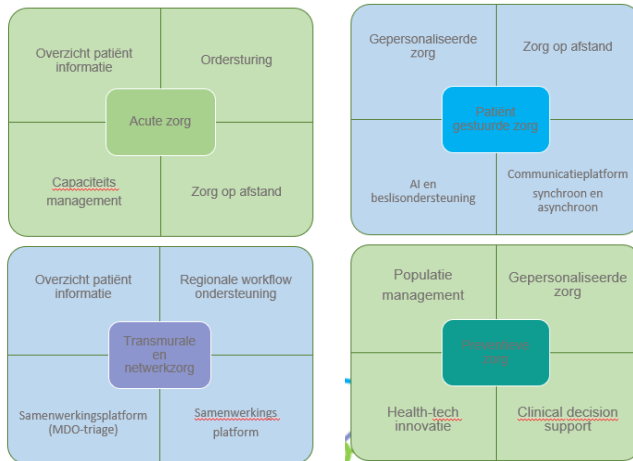 Overzicht patiënt
informatie
Ordersturing
Acute zorg
Capaciteits
management
Zorg op afstand
Gepersonaliseerde
zorg
Zorg op afstand
Patiënt
gestuurde zorg
AI en
beslisondersteuning
Communicatieplatform
synchroon en
asynchroon
Overzicht patiënt
informatie
Regionale workflow
ondersteuning
Transmurale
en
netwerkzorg
Samenwerkingsplatform
(MDO-triage)
Samenwerkings
platform
Populatie
management
Gepersonaliseerde
zorg
Preventieve
zorg
Health-tech
innovatie
Clinical decision
support